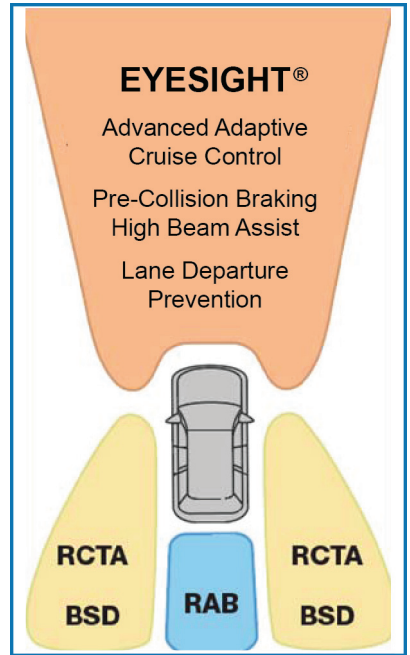 EYESIGHT®
Advanced Adaptive
Cruise Control
Pre-Collision Braking
High Beam Assist
Lane Departure
Prevention
RCTA
BSD
RAB
RCTA
BSD